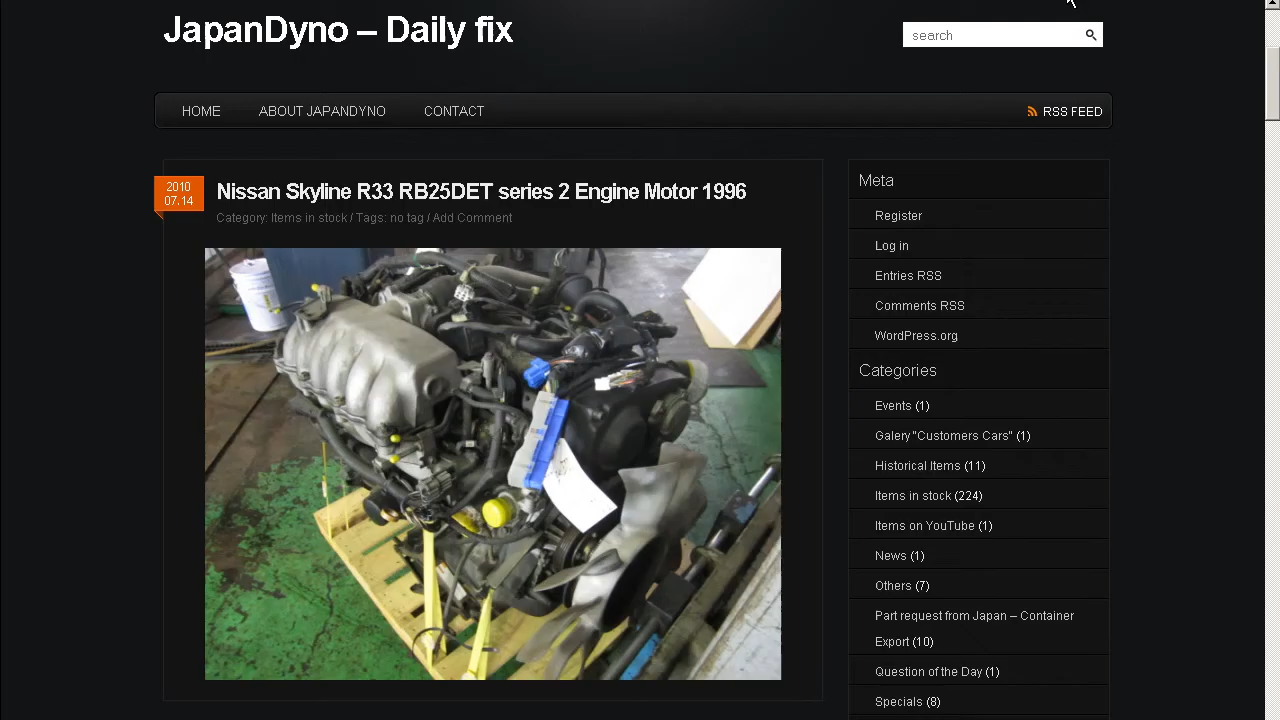 JapanDyno – Daily fix
search
HOME ABOUT JAPANDYNO CONTACT RSS FEED
2010
07.14
Nissan Skyline R33 RB25DET series 2 Engine Motor 1996
Category: Items in stock / Tags: no tag / Add Comment
Meta
Register
Log in
Entries RSS
Comments RSS
WordPress.org
Categories
Events (1)
Galery "Customers Cars" (1)
Historical Items (11)
Items in stock (224)
Items on YouTube (1)
News (1)
Others (7)
Part request from Japan – Container
Export (10)
Question of the Day (1)
Specials (8)